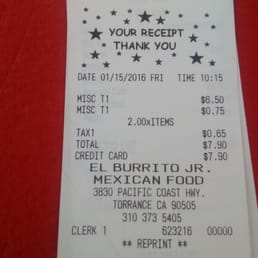 YOUR RECEIPT
THANK YOU
DATE 01/15/2016 FRI TIME 10:15
MISC T1 $6.50
MISC T1 $0.75
2.00xITEMS
TAX1 $0.65
TOTAL $7.90
CREDIT CARD $7.90
EL BURRITO JR.
MEXICAN FOOD
3830 PACIFIC COAST HWY.
TORRANCE CA 90505
310 373 5405
CLERK 1 623216 00000
** REPRINT **